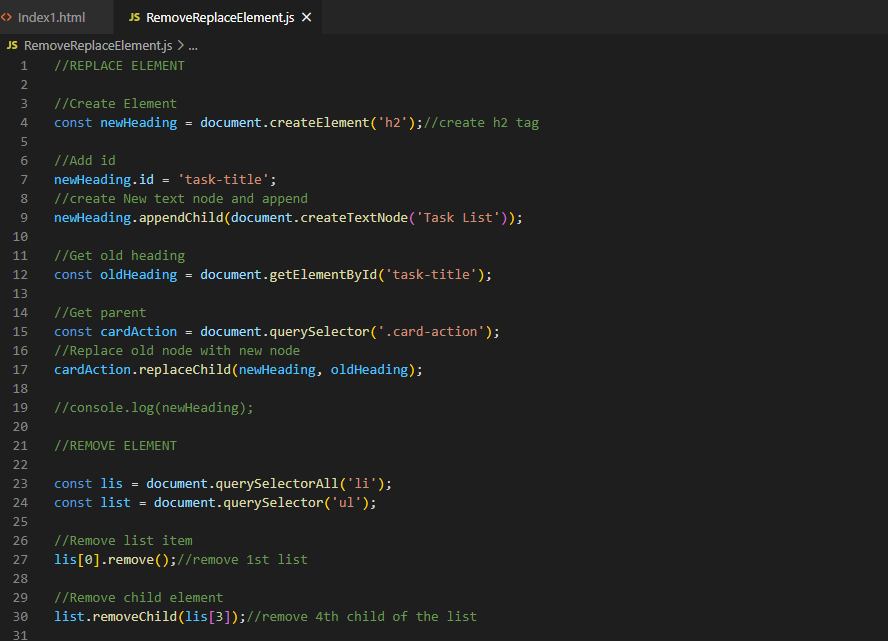 <> Index1.html JS RemoveReplaceElement.js ×
JS RemoveReplaceElement.js > ...
1 //REPLACE ELEMENT
2
3 //Create Element
4 const newHeading = document.createElement('h2');//create h2 tag
5
6 //Add id
7 newHeading.id = 'task-title';
8 //create New text node and append
9 newHeading.appendChild(document.createTextNode('Task List'));
10
11 //Get old heading
12 const oldHeading = document.getElementById('task-title');
13
14 //Get parent
15 const cardAction = document.querySelector('.card-action');
16 //Replace old node with new node
17 cardAction.replaceChild(newHeading, oldHeading);
18
19 //console.log(newHeading);
20
21 //REMOVE ELEMENT
22
23 const lis = document.querySelectorAll('li');
24 const list = document.querySelector('ul');
25
26 //Remove list item
27 lis[0].remove();//remove 1st list
28
29 //Remove child element
30 list.removeChild(lis[3]);//remove 4th child of the list
31